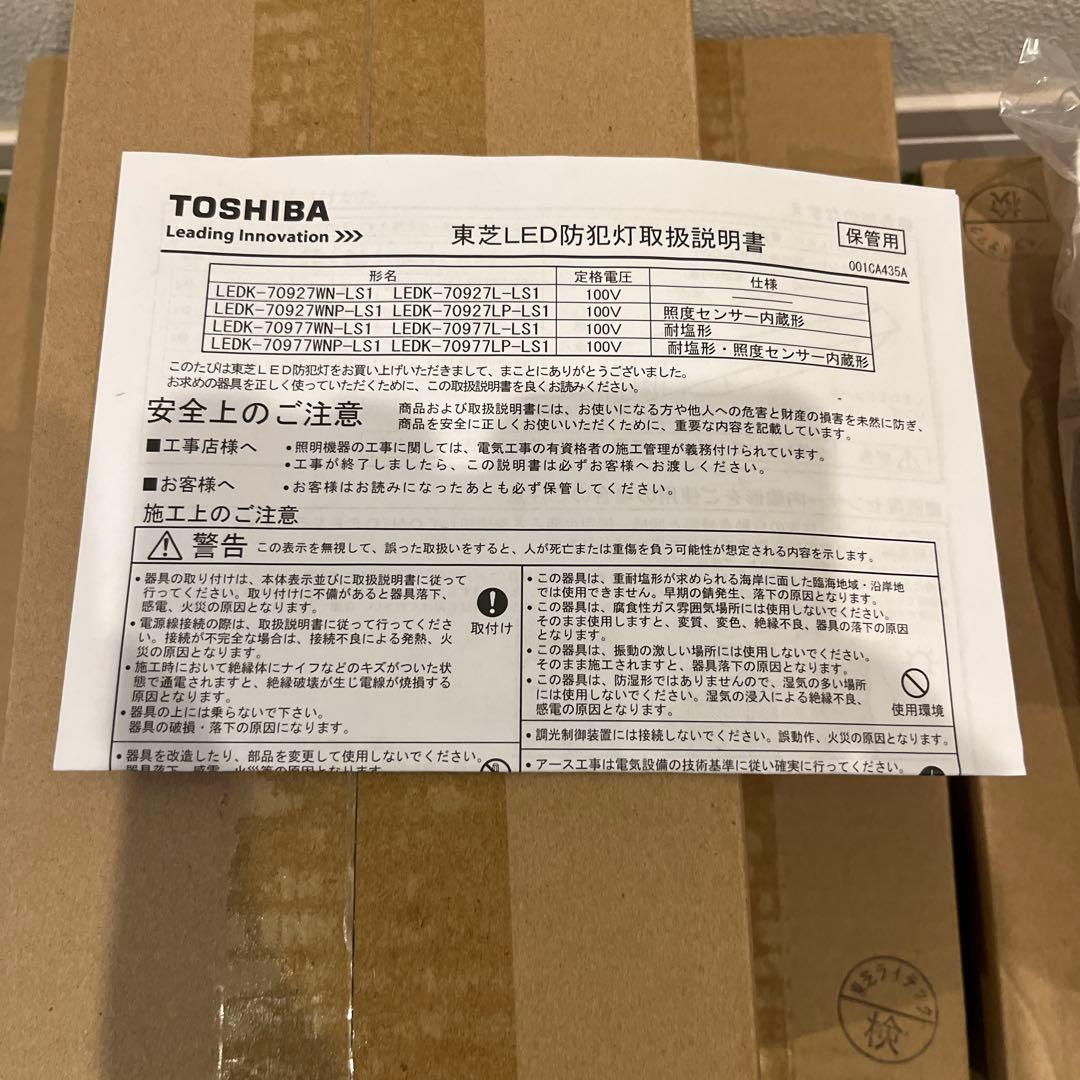 TOSHIBA
Leading Innovation >>>
東芝LED防犯灯取扱説明書
保管用
001CA435A
形名 定格電圧 仕様
LEDK-70927WN-LS1 LEDK-70927L-LS1 100V ———
LEDK-70927WNP-LS1 LEDK-70927LP-LS1 100V 照度センサー内蔵形
LEDK-70977WN-LS1 LEDK-70977L-LS1 100V 耐塩形
LEDK-70977WNP-LS1 LEDK-70977LP-LS1 100V 耐塩形・照度センサー内蔵形
このたびは東芝LED防犯灯をお買い上げいただきまして、まことにありがとうございました。
お求めの器具を正しく使っていただくために、この取扱説明書を良くお読みください。
安全上のご注意
商品および取扱説明書には、お使いになる方や他人への危害と財産の損害を未然に防ぎ、
商品を安全に正しくお使いいただくために、重要な内容を記載しています。
■工事店様へ
・照明機器の工事に関しては、電気工事の有資格者の施工管理が義務付けられています。
・工事が終了しましたら、この説明書は必ずお客様へお渡しください。
■お客様へ
・お客様はお読みになったあとも必ず保管してください。
施工上のご注意
警告 この表示を無視して、誤った取扱いをすると、人が死亡または重傷を負う可能性が想定される内容を示します。
・器具の取り付けは、本体表示並びに取扱説明書に従って
行ってください。取り付けに不備があると器具落下、
感電、火災の原因となります。
・電源線接続の際は、取扱説明書に従って行ってくださ
い。接続が不完全な場合は、接続不良による発熱、火
災の原因となります。
・施工時において絶縁体にナイフなどのキズがついた状
態で通電されますと、絶縁破壊が生じ電線が焼損する
原因となります。
・器具の上には乗らないで下さい。
器具の破損・落下の原因になります。
取付け
・器具を改造したり、部品を変更して使用しないでください。
器具落下、感電、火災等の原因となります。
・この器具は、重耐塩形が求められる海岸に面した臨海地域・沿岸地
では使用できません。早期の錆発生、落下の原因となります。
・この器具は、腐食性ガス雰囲気場所には使用しないでください。
そのまま使用しますと、変質、変色、絶縁不良、器具の落下の原因
となります。
・この器具は、振動の激しい場所には使用しないでください。
そのまま施工されますと、器具落下の原因となります。
・この器具は、防湿形ではありませんので、湿気の多い場所
には使用しないでください。湿気の浸入による絶縁不良、
感電の原因となります。
使用環境
・調光制御装置には接続しないでください。誤動作、火災の原因となります。
・アース工事は電気設備の技術基準に従い確実に行ってください。
検
東芝ライテック
検